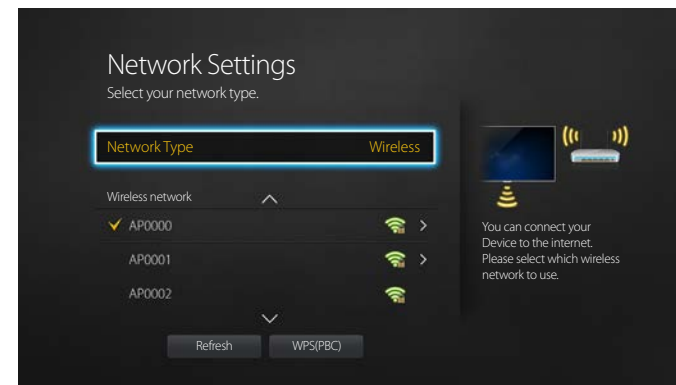 Network Settings
Select your network type.
Network Type Wireless
Wireless network
AP0000
AP0001
AP0002
Refresh WPS(PBC)
You can connect your
Device to the internet.
Please select which wireless
network to use.